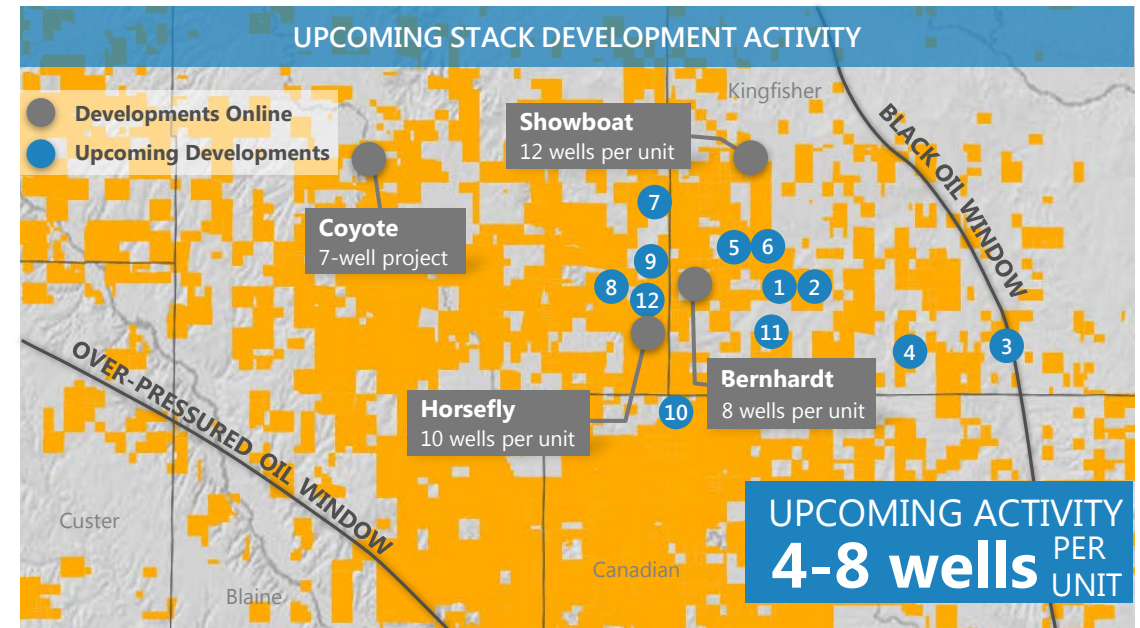 UPCOMING STACK DEVELOPMENT ACTIVITY
Kingfisher
Developments Online
Upcoming Developments
Showboat
12 wells per unit
BLACK OIL WINDOW
7
Coyote
7-well project
5
6
9
8
1
2
12
11
4
3
Bernhardt
8 wells per unit
Horsefly
10 wells per unit
10
OVER-PRESSURED OIL WINDOW
UPCOMING ACTIVITY
4-8 wells PER UNIT
Custer
Canadian
Blaine